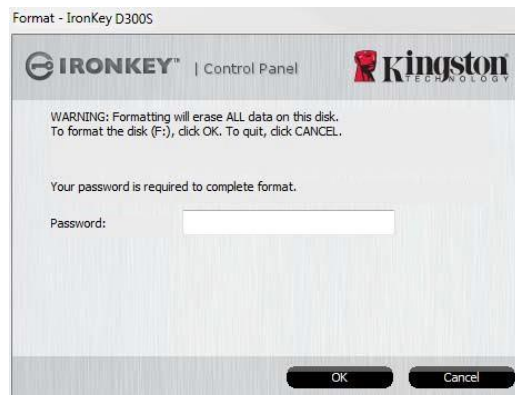 Format - IronKey D300S
IRONKEY™ | Control Panel
Kingston
TECHNOLOGY
WARNING: Formatting will erase ALL data on this disk.
To format the disk (F:), click OK. To quit, click CANCEL.
Your password is required to complete format.
Password:
OK Cancel